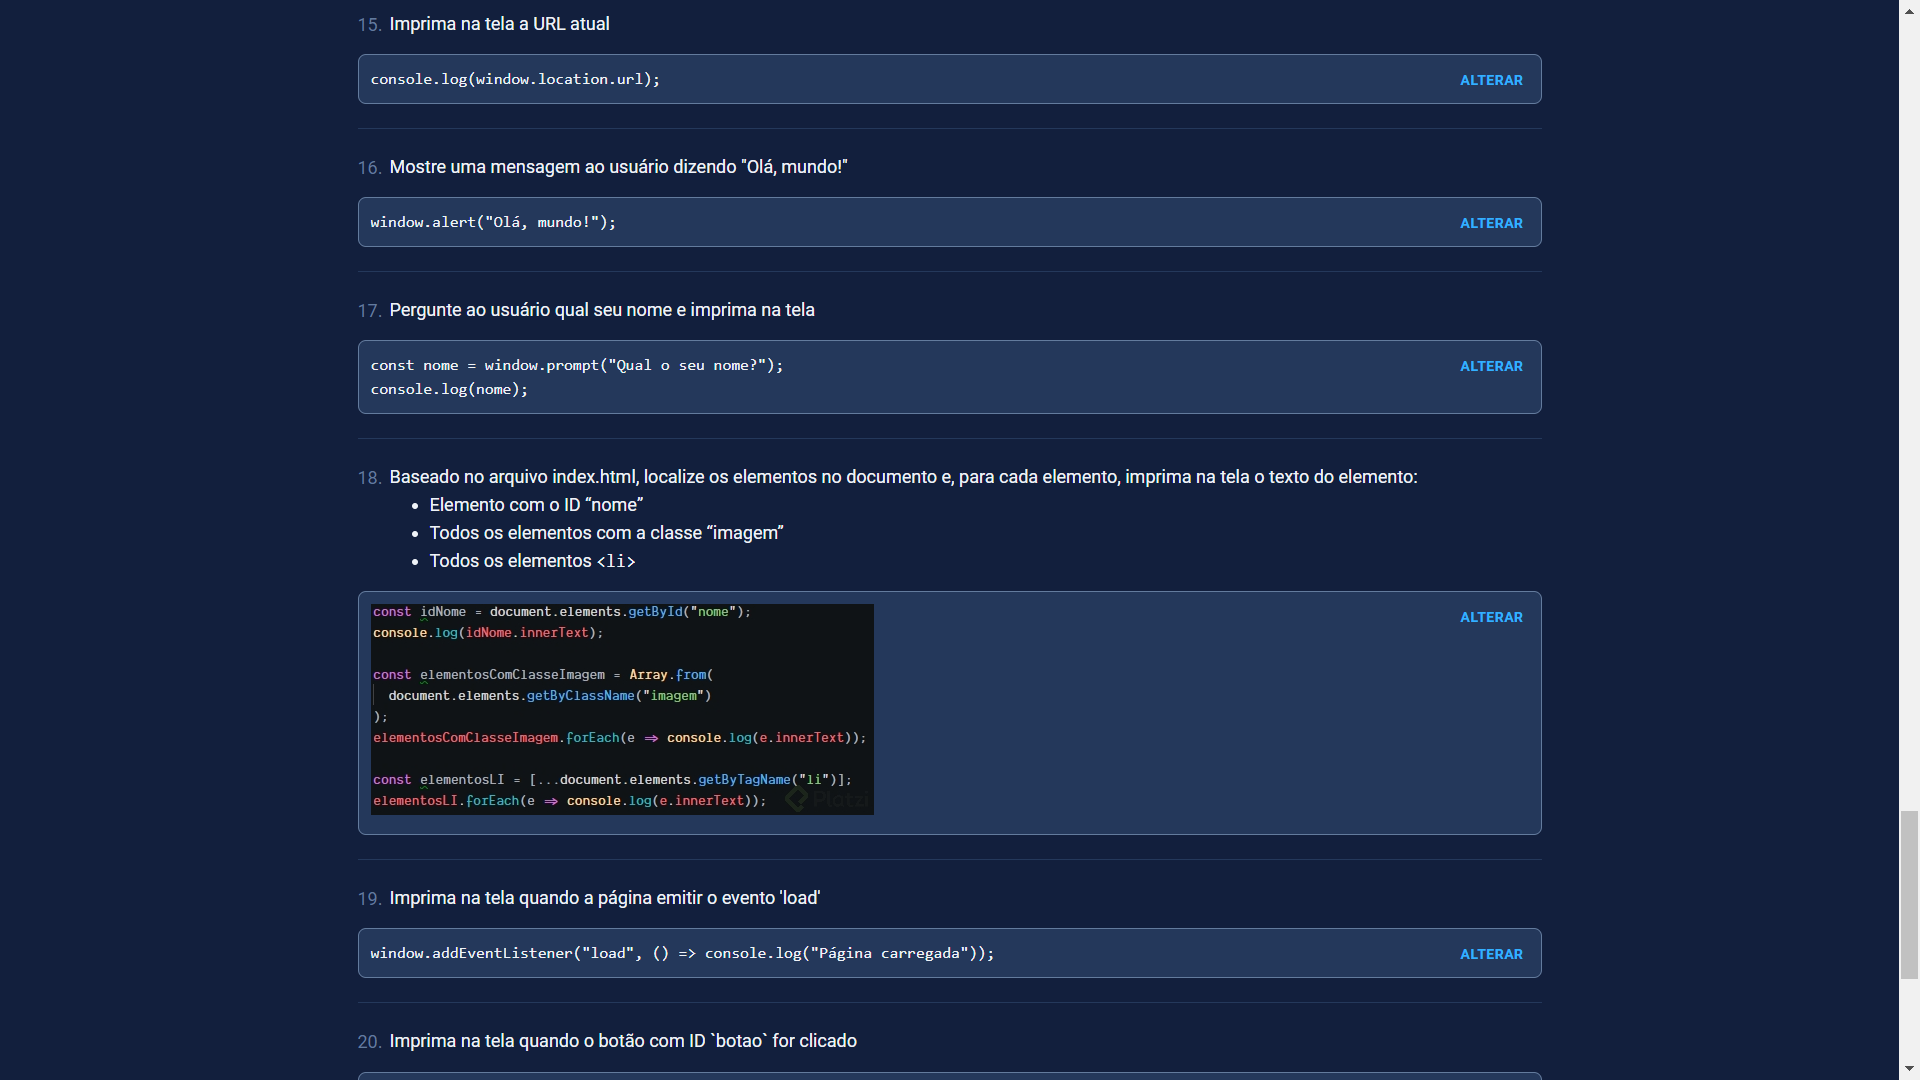 15. Imprima na tela a URL atual
console.log(window.location.url);
ALTERAR
16. Mostre uma mensagem ao usuário dizendo "Olá, mundo!"
window.alert("Olá, mundo!");
ALTERAR
17. Pergunte ao usuário qual seu nome e imprima na tela
const nome = window.prompt("Qual o seu nome?");
ALTERAR
console.log(nome);
18. Baseado no arquivo index.html, localize os elementos no documento e, para cada elemento, imprima na tela o texto do elemento:
• Elemento com o ID “nome”
• Todos os elementos com a classe “imagem”
• Todos os elementos <li>
const idNome = document.elements.getById("nome");
ALTERAR
console.log(idNome.innerText);
const elementosComClasseImagem = Array.from(
document.elements.getByClassName("imagem")
);
elementosComClasseImagem.forEach(e ⇒ console.log(e.innerText));
const elementosLI = [...document.elements.getByTagName("li")];
elementosLI.forEach(e ⇒ console.log(e.innerText));
Platzi
19. Imprima na tela quando a página emitir o evento 'load'
window.addEventListener("load", () => console.log("Página carregada"));
ALTERAR
20. Imprima na tela quando o botão com ID `botao` for clicado